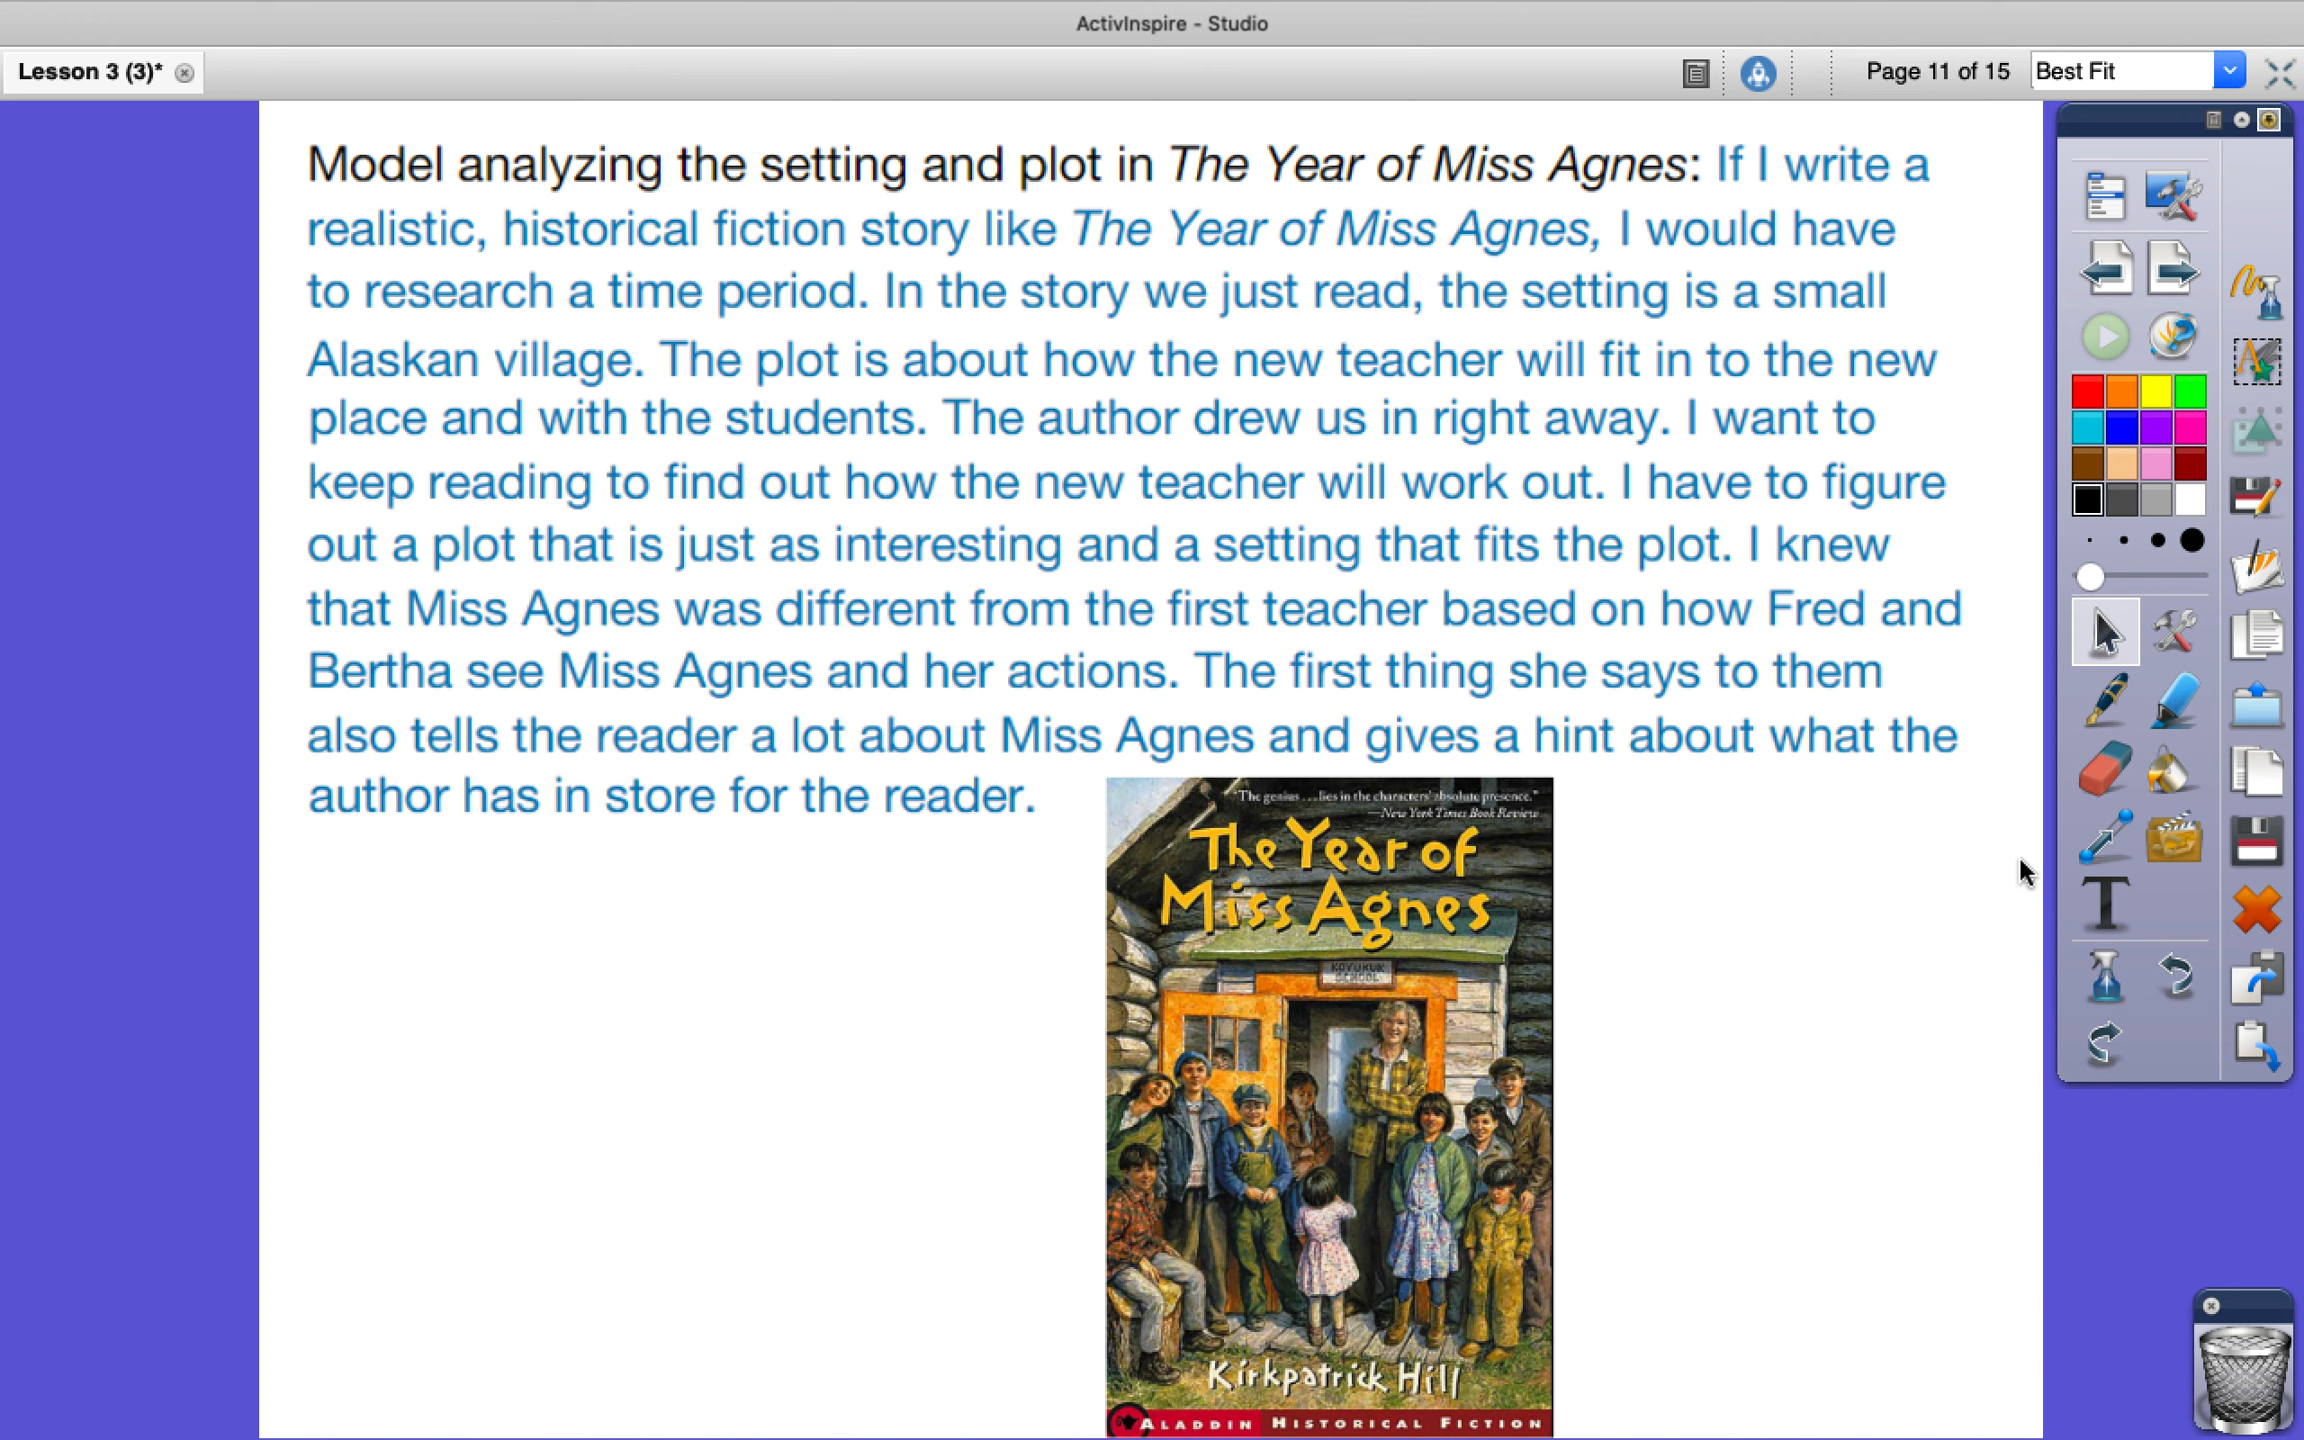 ActivInspire - Studio
Lesson 3 (3)*
Page 11 of 15
Best Fit
Model analyzing the setting and plot in The Year of Miss Agnes: If I write a
realistic, historical fiction story like The Year of Miss Agnes, I would have
to research a time period. In the story we just read, the setting is a small
Alaskan village. The plot is about how the new teacher will fit in to the new
place and with the students. The author drew us in right away. I want to
keep reading to find out how the new teacher will work out. I have to figure
out a plot that is just as interesting and a setting that fits the plot. I knew
that Miss Agnes was different from the first teacher based on how Fred and
Bertha see Miss Agnes and her actions. The first thing she says to them
also tells the reader a lot about Miss Agnes and gives a hint about what the
author has in store for the reader.
"The genius . . . lies in the characters' absolute presence."
—New York Times Book Review
The Year of
Miss Agnes
KOYUKUK
SCHOOL
Kirkpatrick Hill
ALADDIN HISTORICAL FICTION
T